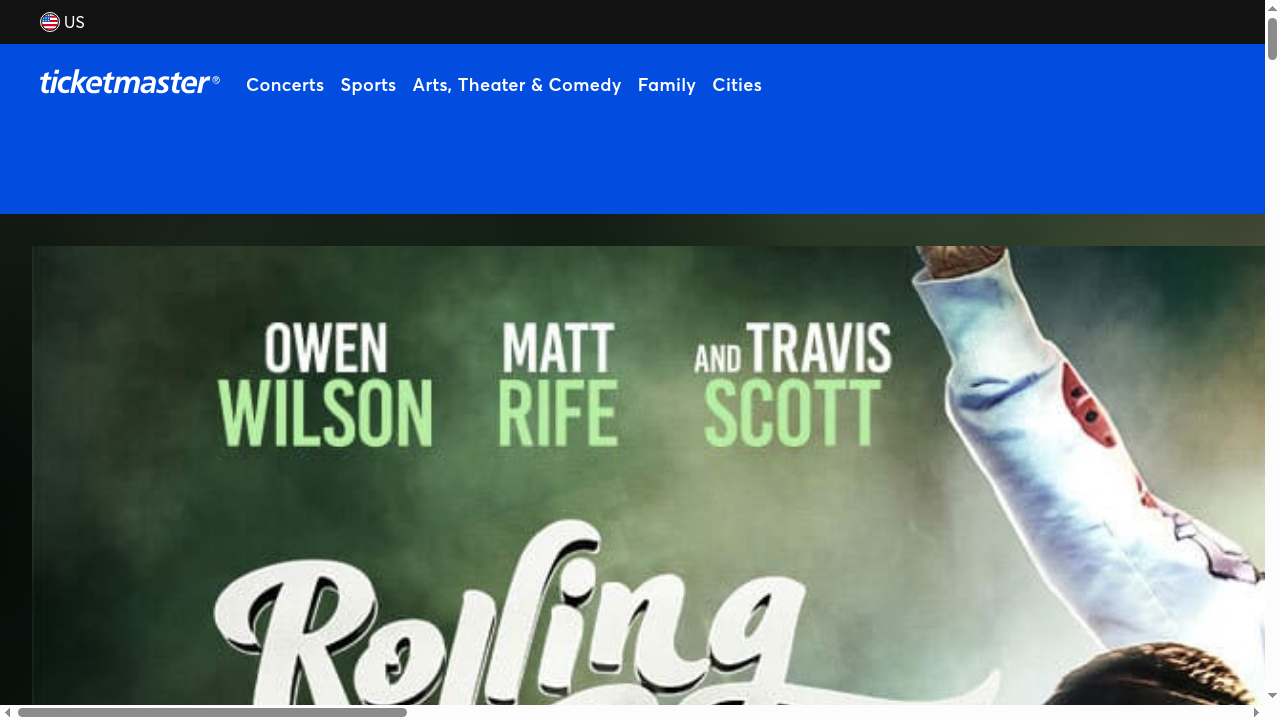 US
ticketmaster®
Concerts Sports Arts, Theater & Comedy Family Cities
OWEN WILSON
MATT RIFE
AND TRAVIS SCOTT
Rolling